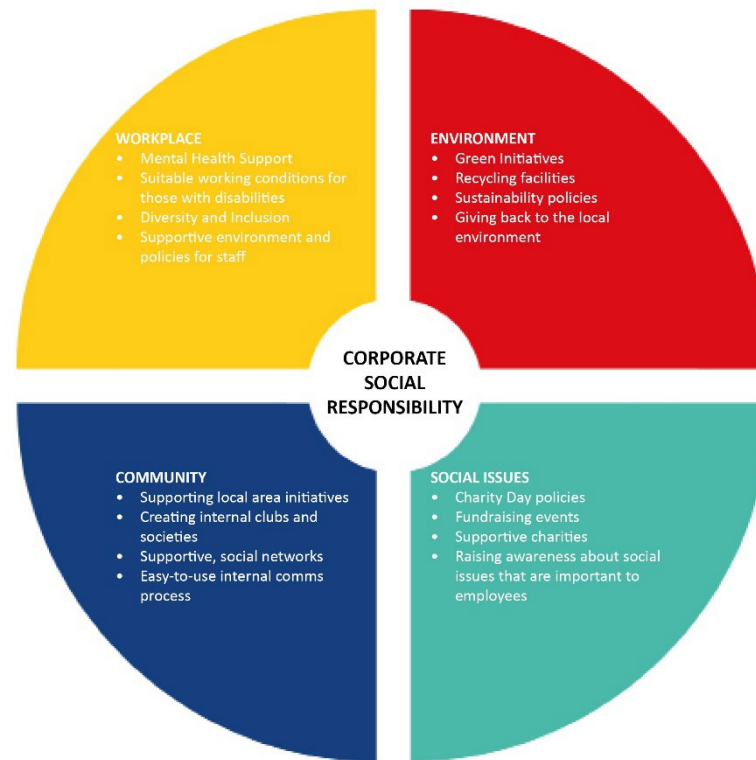 WORKPLACE
• Mental Health Support
• Suitable working conditions for
those with disabilities
• Diversity and Inclusion
• Supportive environment and
policies for staff
ENVIRONMENT
• Green Initiatives
• Recycling facilities
• Sustainability policies
• Giving back to the local
environment
CORPORATE
SOCIAL
RESPONSIBILITY
COMMUNITY
• Supporting local area initiatives
• Creating internal clubs and
societies
• Supportive, social networks
• Easy-to-use internal comms
process
SOCIAL ISSUES
• Charity Day policies
• Fundraising events
• Supportive charities
• Raising awareness about social
issues that are important to
employees